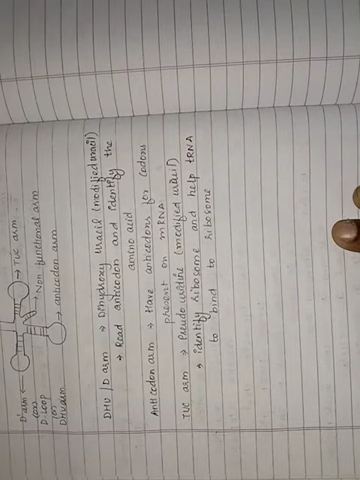 D'arm
(or)
D-Loop
(or)
DHU arm
TUC arm
Non functional arm
anticodon arm
DHU | D arm ⇒ Dihydroxy Uracil (modified uracil)
→ Read anticodon and identify the
amino acid
Anticodon arm ⇒ Have anticodons for codons
present on mRNA
TUC arm ⇒ Pseudouridine (modified uracil)
→ identify ribosome and help tRNA
to bind to ribosome